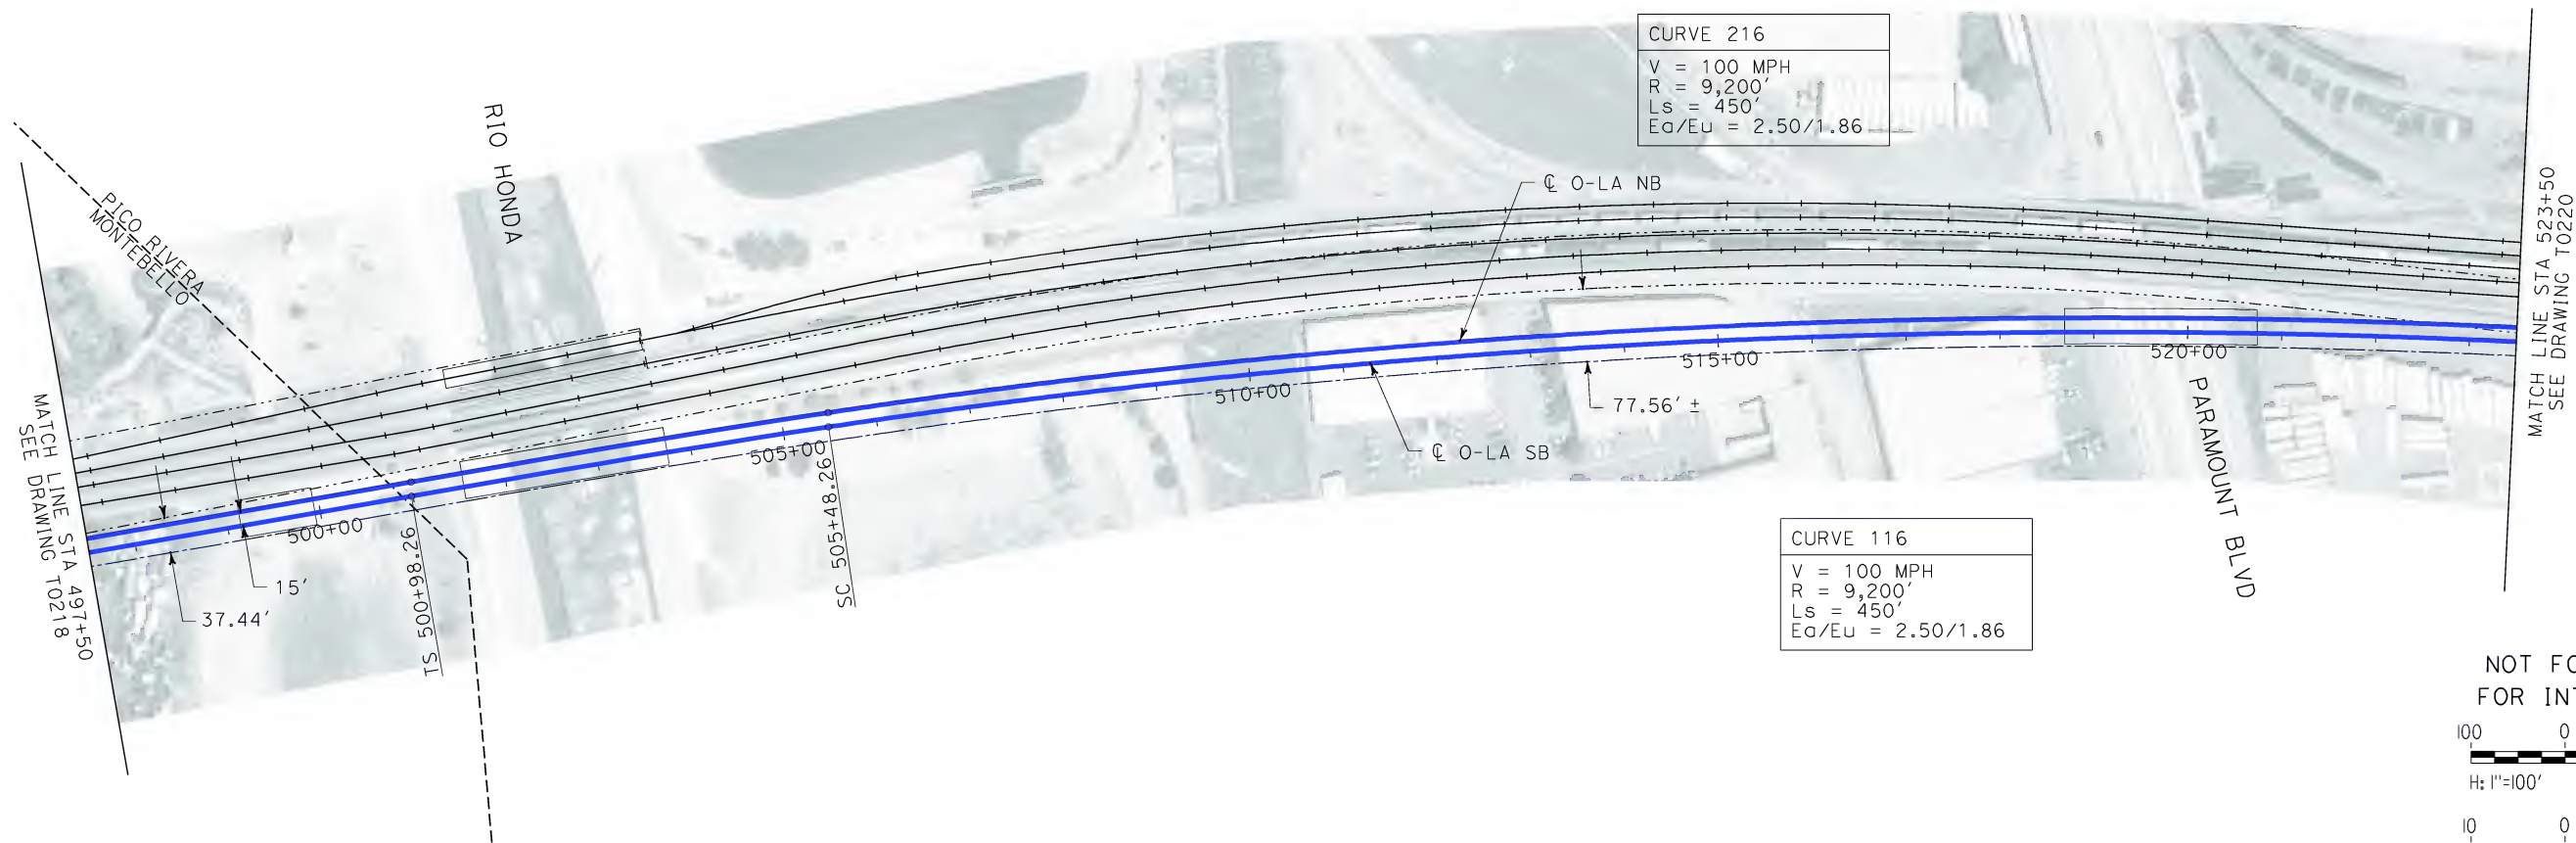 CURVE 216
V = 100 MPH
R = 9,200'
Ls = 450'
Ea/Eu = 2.50/1.86
RIO HONDA
PICO RIVERA
MONTEBELLO
℄ O-LA NB
MATCH LINE STA 523+50
SEE DRAWING T0220
MATCH LINE STA 497+50
SEE DRAWING T0218
500+00
505+00
510+00
515+00
520+00
PARAMOUNT BLVD
77.56' ±
℄ O-LA SB
15'
37.44'
TS 500+98.26
SC 505+48.26
CURVE 116
V = 100 MPH
R = 9,200'
Ls = 450'
Ea/Eu = 2.50/1.86
NOT FO
FOR INT
100 0
H: 1"=100'
10 0